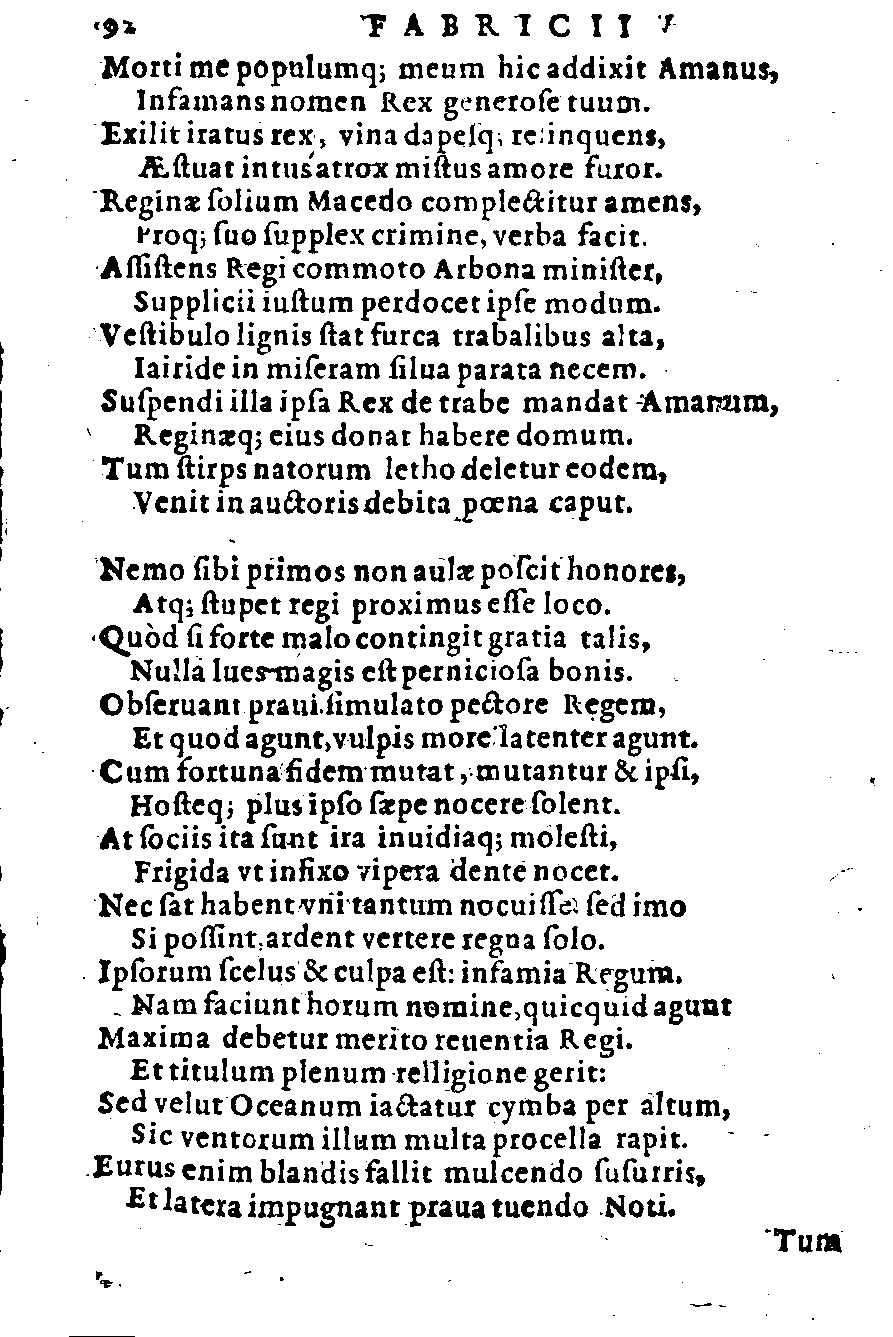 192 FABRICII
Morti me populumq; meum hic addixit Amanus,
Infamans nomen Rex generoſe tuum.
Exilit iratus rex, vina dapeſq; relinquens,
Æſtuat intus atrox miſtus amore furor.
Reginæ ſolium Macedo complectitur amens,
Proq; ſuo ſupplex crimine, verba facit.
Aſſiſtens Regi commoto Arbona miniſter,
Supplicii iuſtum perdocet ipſe modum.
Veſtibulo lignis ſtat furca trabalibus alta,
Iairide in miſeram ſilua parata necem.
Suſpendi illa ipſa Rex de trabe mandat Amanum,
Reginæq; eius donat habere domum.
Tum ſtirps natorum letho deletur eodem,
Venit in auctoris debita pœna caput.
Nemo ſibi primos non aulæ poſcit honores,
Atq; ſtupet regi proximus eſſe loco.
Quòd ſi forte malo contingit gratia talis,
Nulla lues magis eſt pernicioſa bonis.
Obſeruant praui ſimulato pectore Regem,
Et quod agunt, vulpis more latenter agunt.
Cum fortuna fidem mutat, mutantur & ipſi,
Hoſteq; plus ipſo ſæpe nocere ſolent.
At ſociis ita ſunt ira inuidiaq; moleſti,
Frigida vt infixo vipera dente nocet.
Nec ſat habent vni tantum nocuiſſe: ſed imo
Si poſſint, ardent vertere regna ſolo.
Ipſorum ſcelus & culpa eſt: infamia Regum.
Nam faciunt horum nomine, quicquid agunt
Maxima debetur merito reuentia Regi.
Et titulum plenum relligione gerit:
Sed velut Oceanum iactatur cymba per altum,
Sic ventorum illum multa procella rapit.
Eurus enim blandis fallit mulcendo ſuſurris,
Et latera impugnant praua tuendo Noti.
Tum